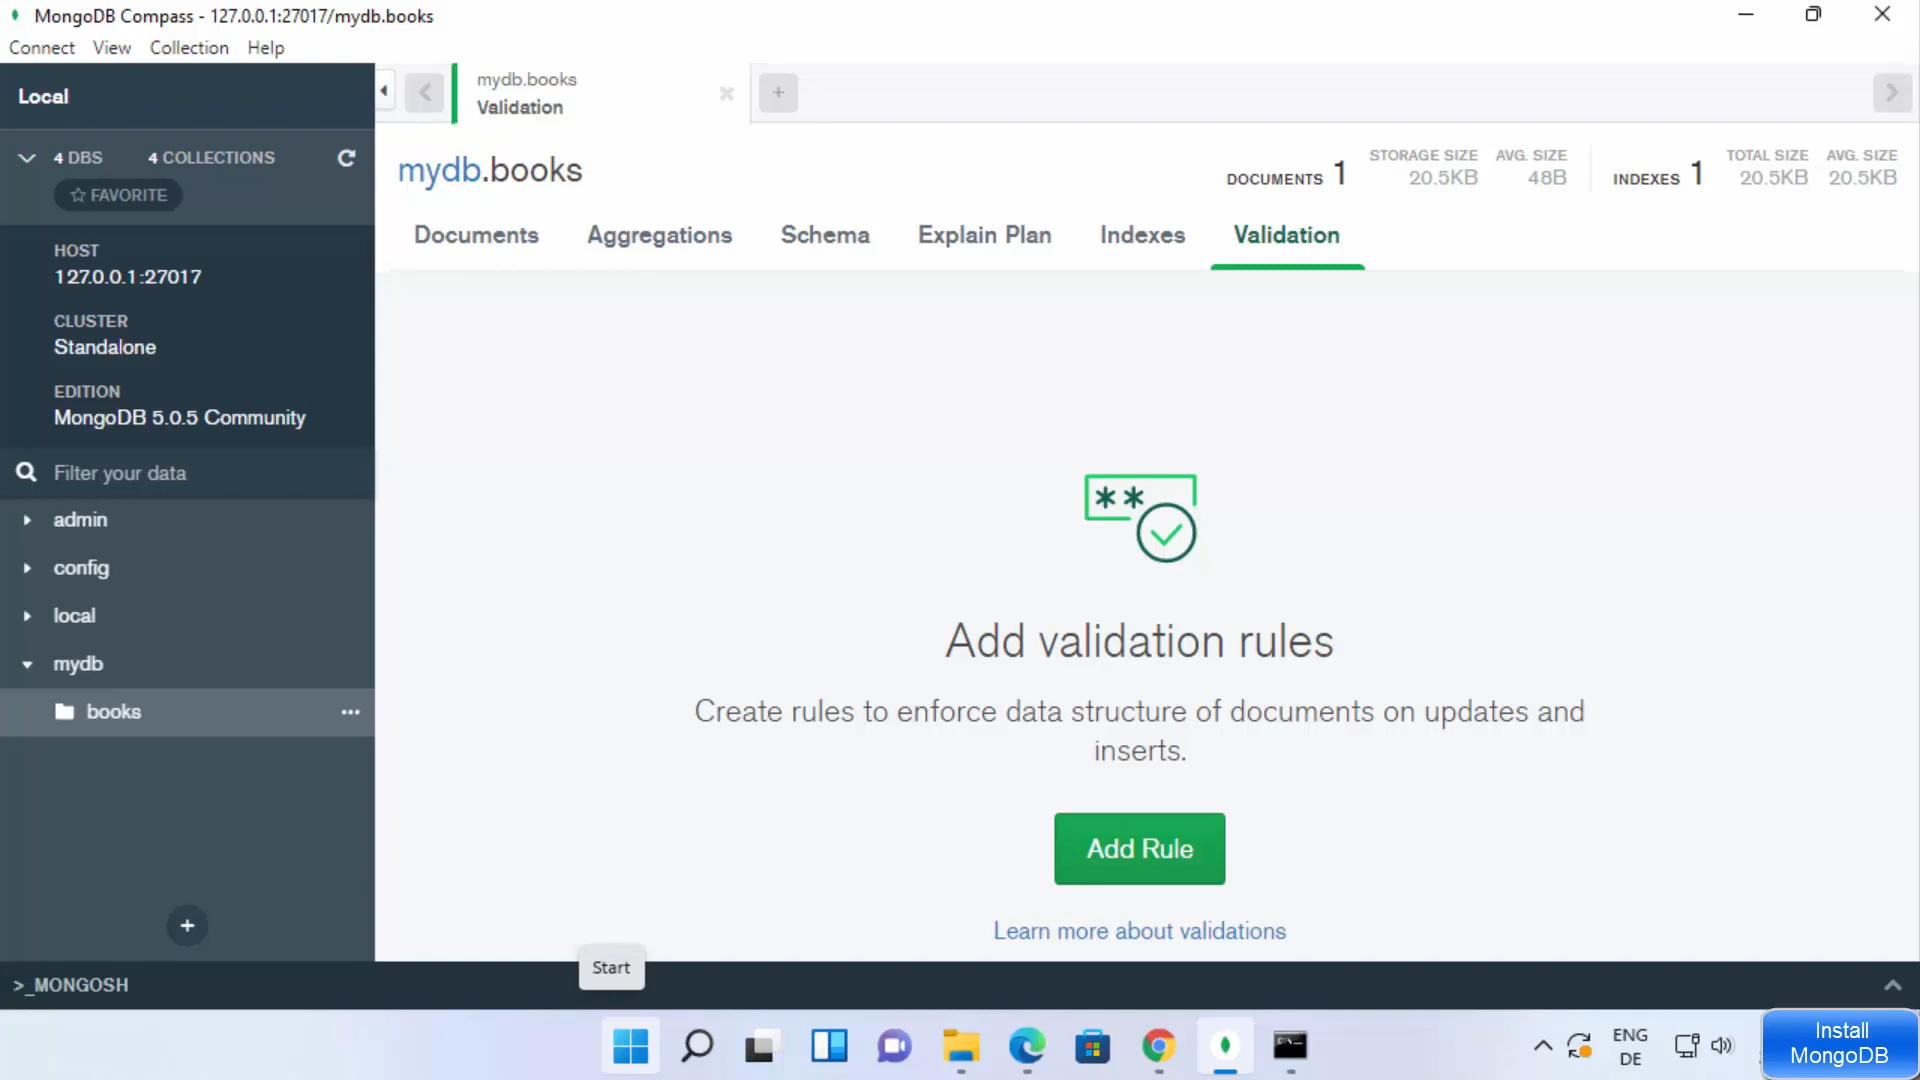 MongoDB Compass - 127.0.0.1:27017/mydb.books
Connect View Collection Help
Local
4 DBS 4 COLLECTIONS
FAVORITE
HOST
127.0.0.1:27017
CLUSTER
Standalone
EDITION
MongoDB 5.0.5 Community
Filter your data
admin
config
local
mydb
books
mydb.books
Validation
mydb.books
DOCUMENTS 1
STORAGE SIZE
20.5KB
AVG. SIZE
48B
INDEXES 1
TOTAL SIZE
20.5KB
AVG. SIZE
20.5KB
Documents Aggregations Schema Explain Plan Indexes Validation
**
Add validation rules
Create rules to enforce data structure of documents on updates and
inserts.
Add Rule
Learn more about validations
Start
>_MONGOSH
ENG
DE
Install
MongoDB